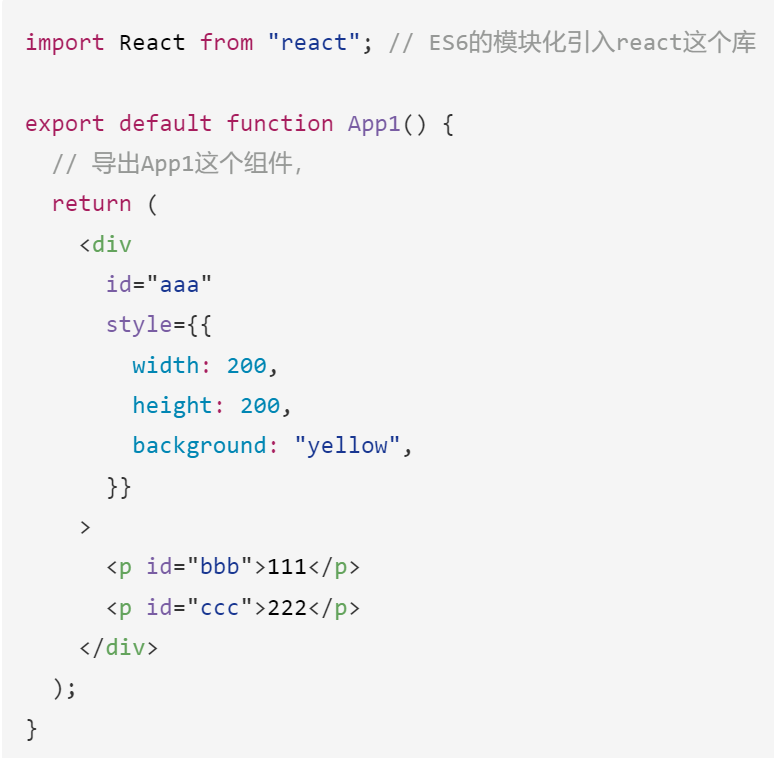 import React from "react"; // ES6的模块化引入react这个库
export default function App1() {
// 导出App1这个组件,
return (
<div
id="aaa"
style={{
width: 200,
height: 200,
background: "yellow",
}}
>
<p id="bbb">111</p>
<p id="ccc">222</p>
</div>
);
}